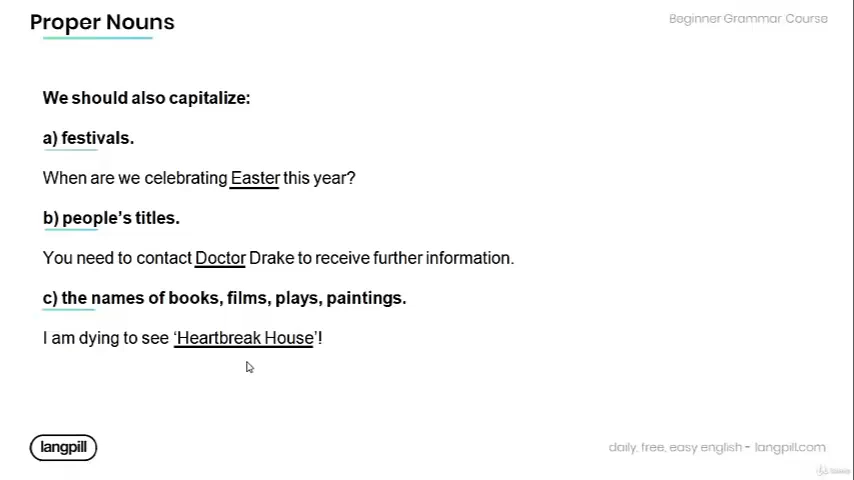 Proper Nouns
Beginner Grammar Course
We should also capitalize:
a) festivals.
When are we celebrating Easter this year?
b) people’s titles.
You need to contact Doctor Drake to receive further information.
c) the names of books, films, plays, paintings.
I am dying to see ‘Heartbreak House’!
langpill
daily, free, easy english - langpill.com